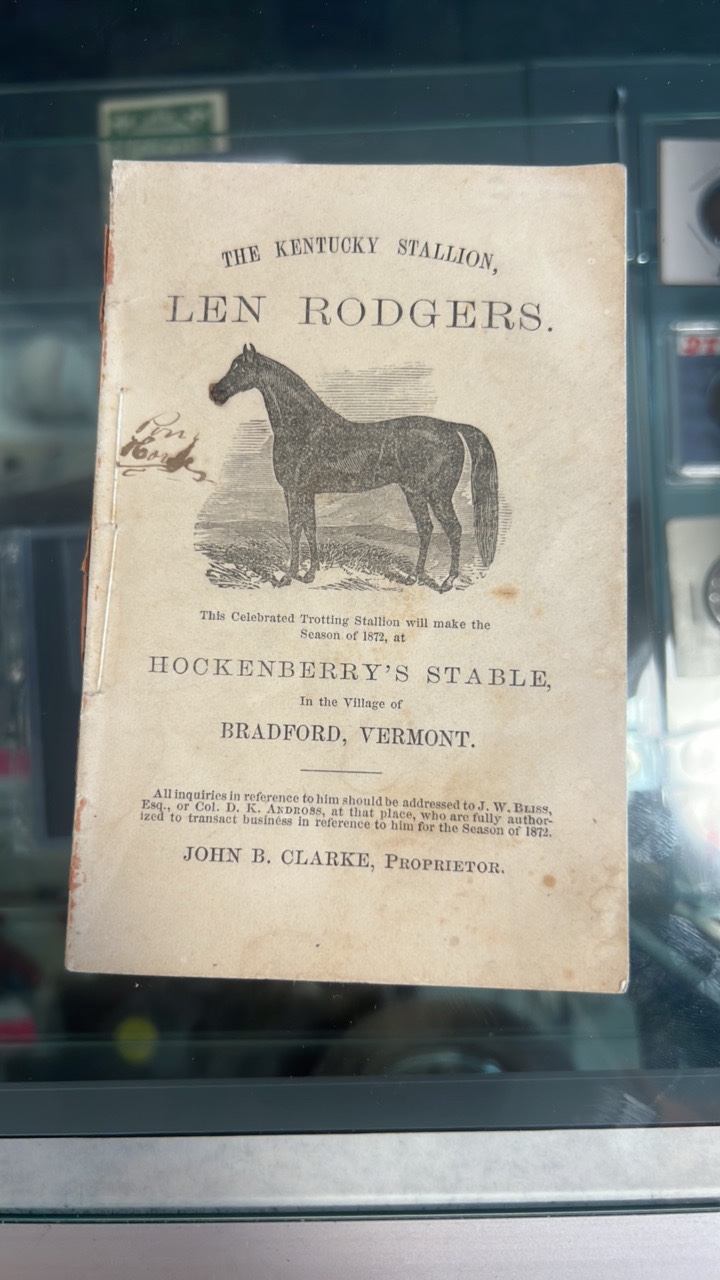 THE KENTUCKY STALLION,
LEN RODGERS.
This Celebrated Trotting Stallion will make the
Season of 1872, at
HOCKENBERRY'S STABLE,
In the Village of
BRADFORD, VERMONT.
All inquiries in reference to him should be addressed to J. W. BLISS,
Esq., or Col. D. K. ANDROSS, at that place, who are fully author-
ized to transact business in reference to him for the Season of 1872.
JOHN B. CLARKE, PROPRIETOR.